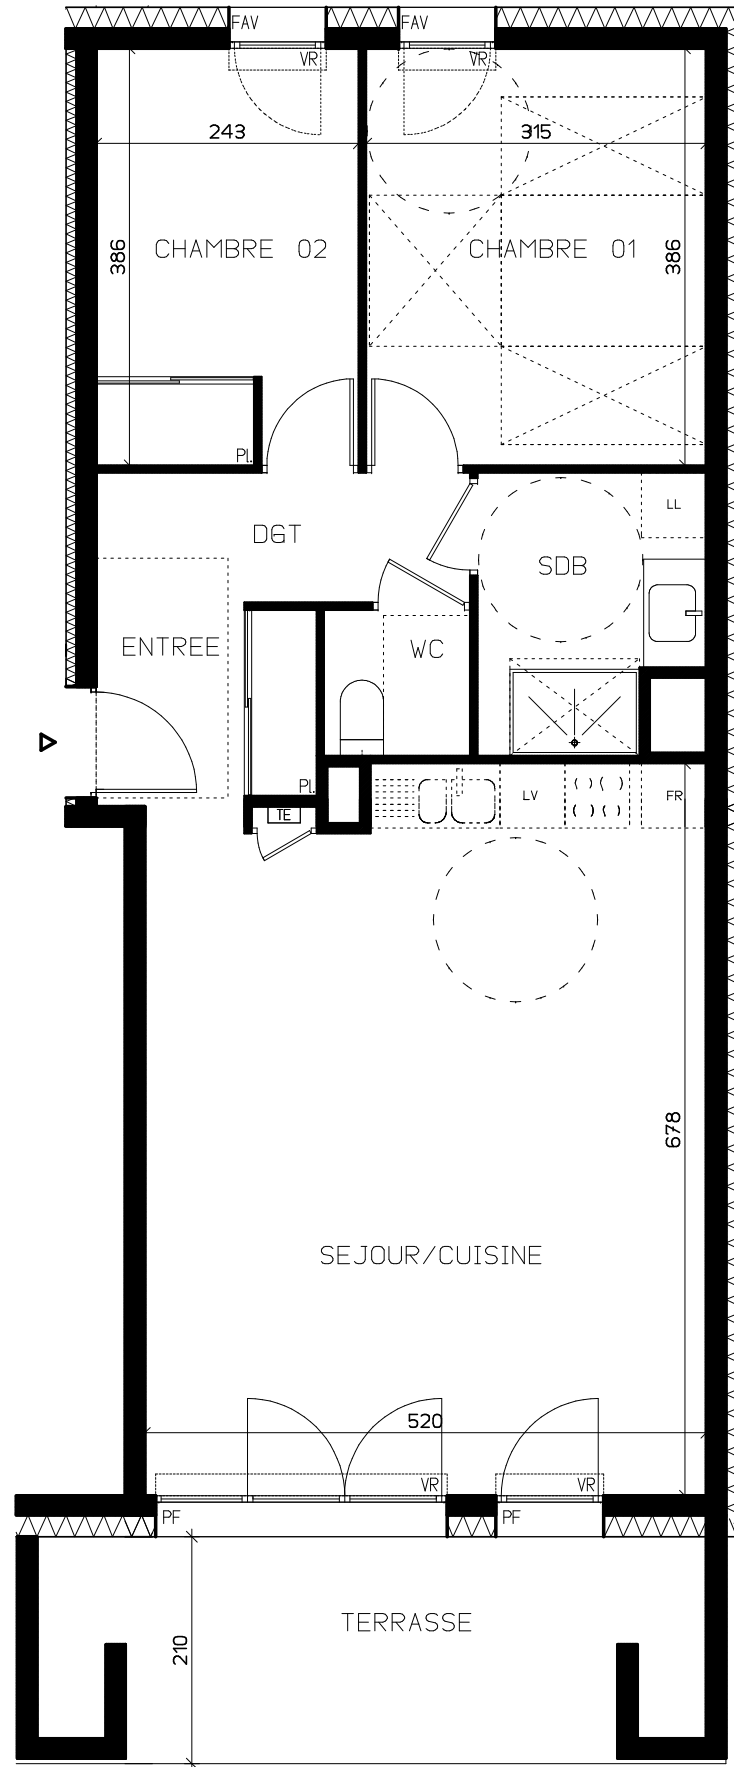 FAV FAV
VR VR
243 315
386 CHAMBRE 02 CHAMBRE 01 386
Pl.
LL
DGT
SDB
ENTREE WC
Pl.
LV FR
TE
678
SEJOUR/CUISINE
520
VR VR
PF PF
TERRASSE
210